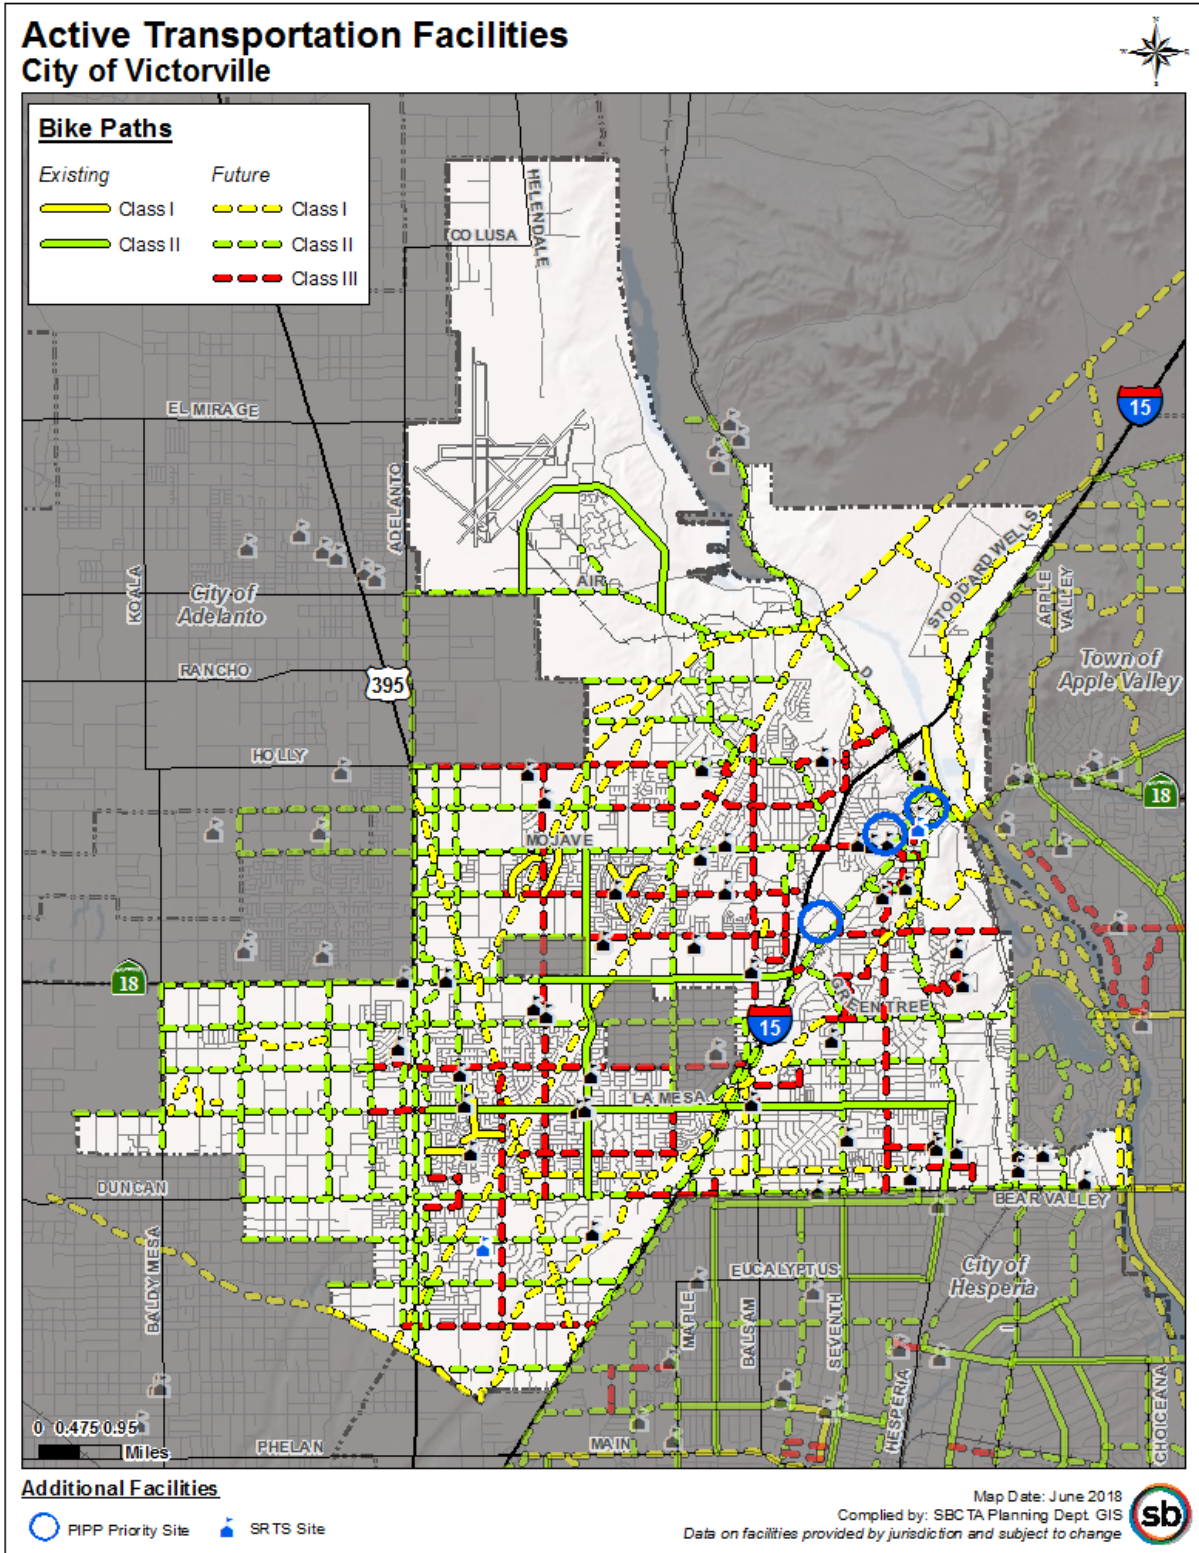 Active Transportation Facilities
City of Victorville
Bike Paths
Existing
Future
Class I
Class I
Class II
Class II
Class III
HELENDALE
COLUSA
15
EL MIRAGE
ADELANTO
STODDARD WELLS
KOALA
City of
Adelanto
AIR
APPLE
VALLEY
RANCHO
395
D
Town of
Apple Valley
HOLLY
18
MOJAVE
18
GREEN TREE
15
LA MESA
DUNCAN
BEAR VALLEY
BALDY MESA
EUCALYPTUS
City of
Hesperia
MAPLE
BALSAM
SEVENTH
HESPERIA
CHOICEANA
0 0.475 0.95
Miles
PHELAN
MAIN
Additional Facilities
PIPP Priority Site
SRTS Site
Map Date: June 2018
Complied by: SBCTA Planning Dept. GIS
Data on facilities provided by jurisdiction and subject to change
sb